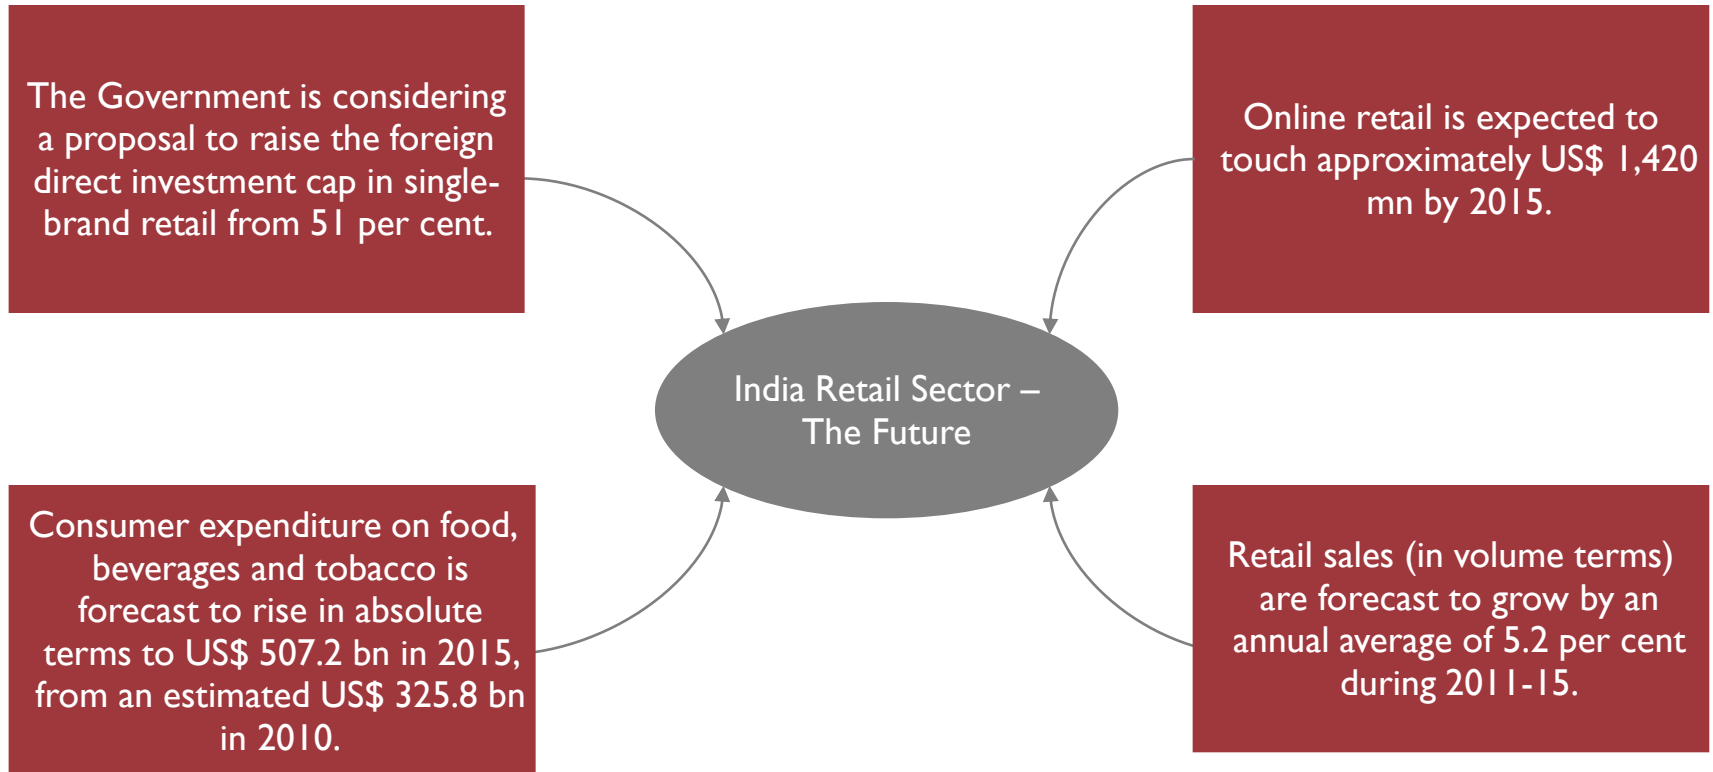 The Government is considering
a proposal to raise the foreign
direct investment cap in single-
brand retail from 51 per cent.
Online retail is expected to
touch approximately US$ 1,420
mn by 2015.
India Retail Sector –
The Future
Consumer expenditure on food,
beverages and tobacco is
forecast to rise in absolute
terms to US$ 507.2 bn in 2015,
from an estimated US$ 325.8 bn
in 2010.
Retail sales (in volume terms)
are forecast to grow by an
annual average of 5.2 per cent
during 2011-15.